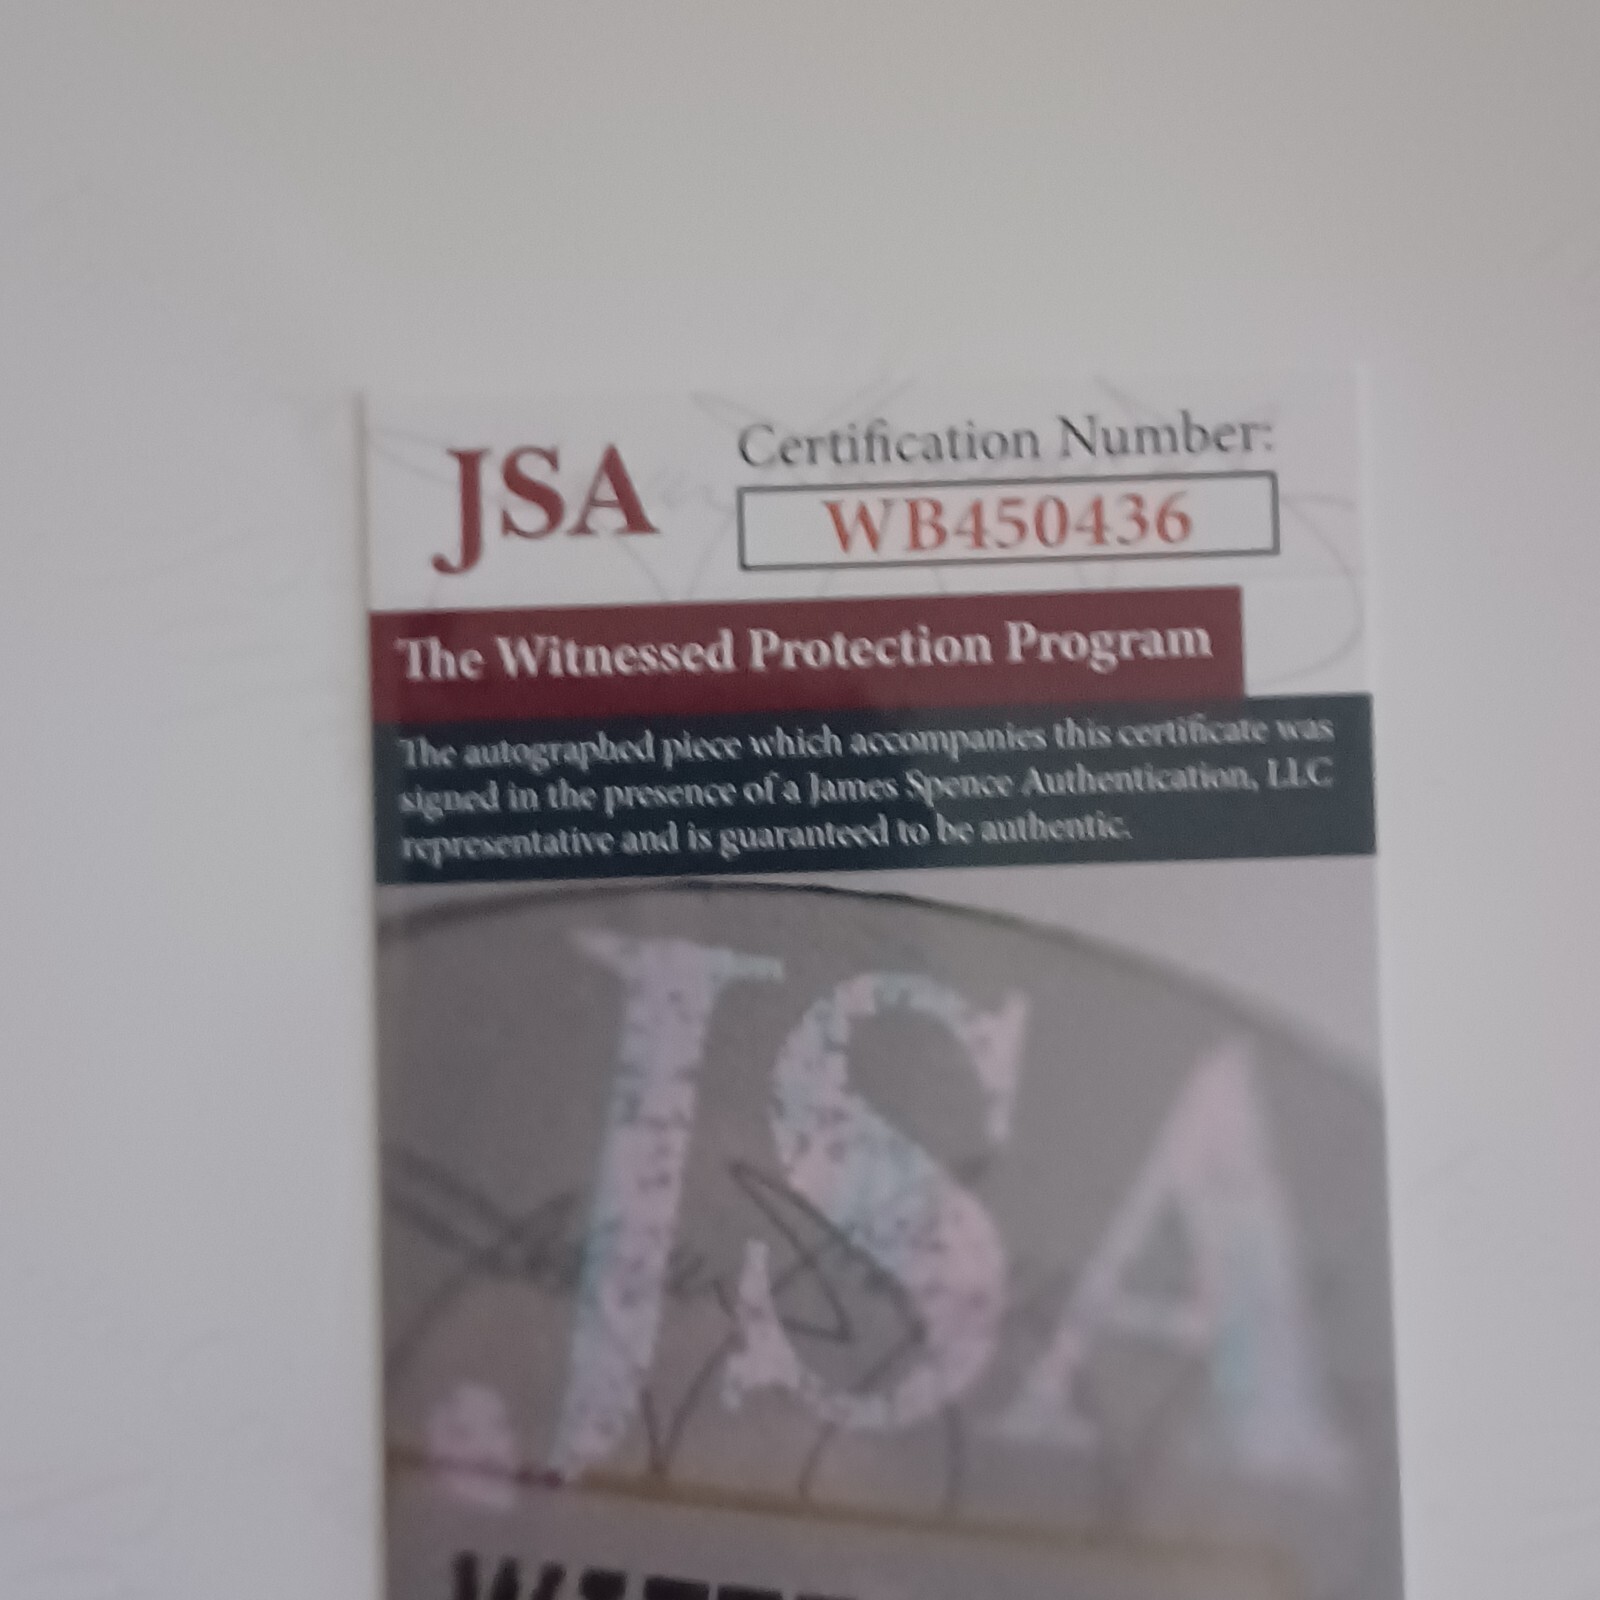 JSA
Certification Number:
WB450436
The Witnessed Protection Program
The autographed piece which accompanies this certificate was
signed in the presence of a James Spence Authentication, LLC
representative and is guaranteed to be authentic.
JSA